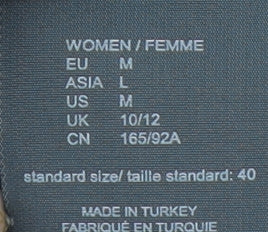 WOMEN / FEMME
EU M
ASIA L
US M
UK 10/12
CN 165/92A
standard size/ taille standard: 40
MADE IN TURKEY
FABRIQUÉ EN TURQUIE